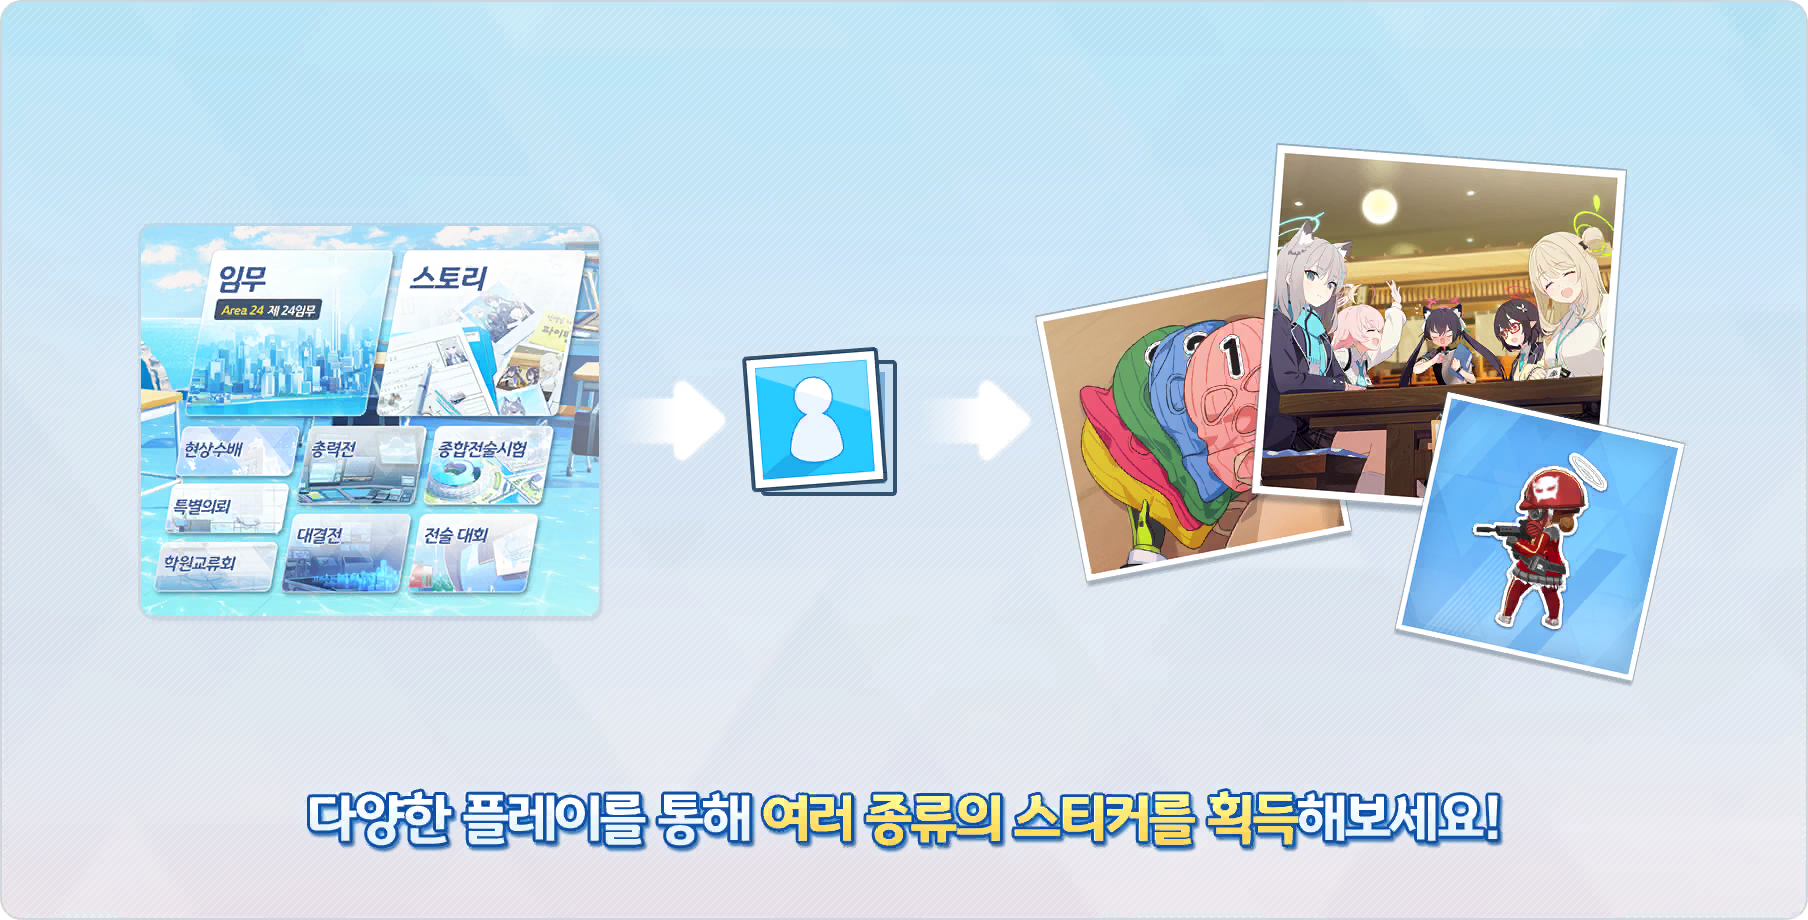 임무
Area 24 제 24임무
스토리
현상수배
총력전
종합전술시험
특별의뢰
대결전
전술 대회
학원교류회
1
다양한 플레이를 통해 여러 종류의 스티커를 획득해보세요!